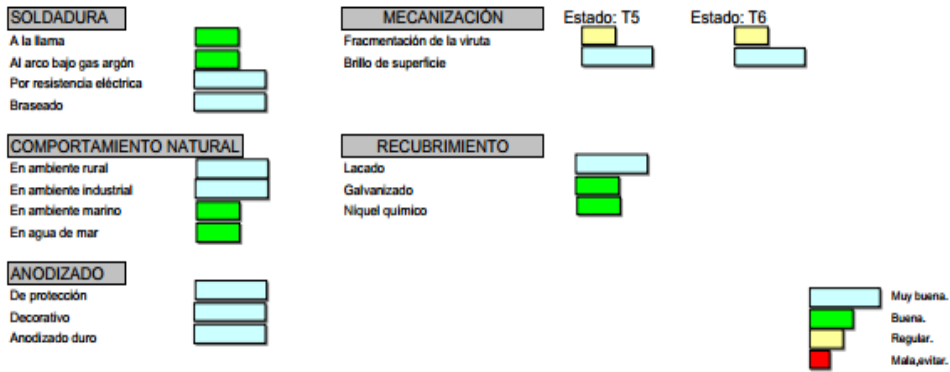 SOLDADURA
A la llama
Al arco bajo gas argón
Por resistencia eléctrica
Braseado
MECANIZACIÓN Estado: T5 Estado: T6
Fracmentación de la viruta
Brillo de superficie
COMPORTAMIENTO NATURAL
En ambiente rural
En ambiente industrial
En ambiente marino
En agua de mar
RECUBRIMIENTO
Lacado
Galvanizado
Níquel químico
ANODIZADO
De protección
Decorativo
Anodizado duro
Muy buena.
Buena.
Regular.
Mala,evitar.